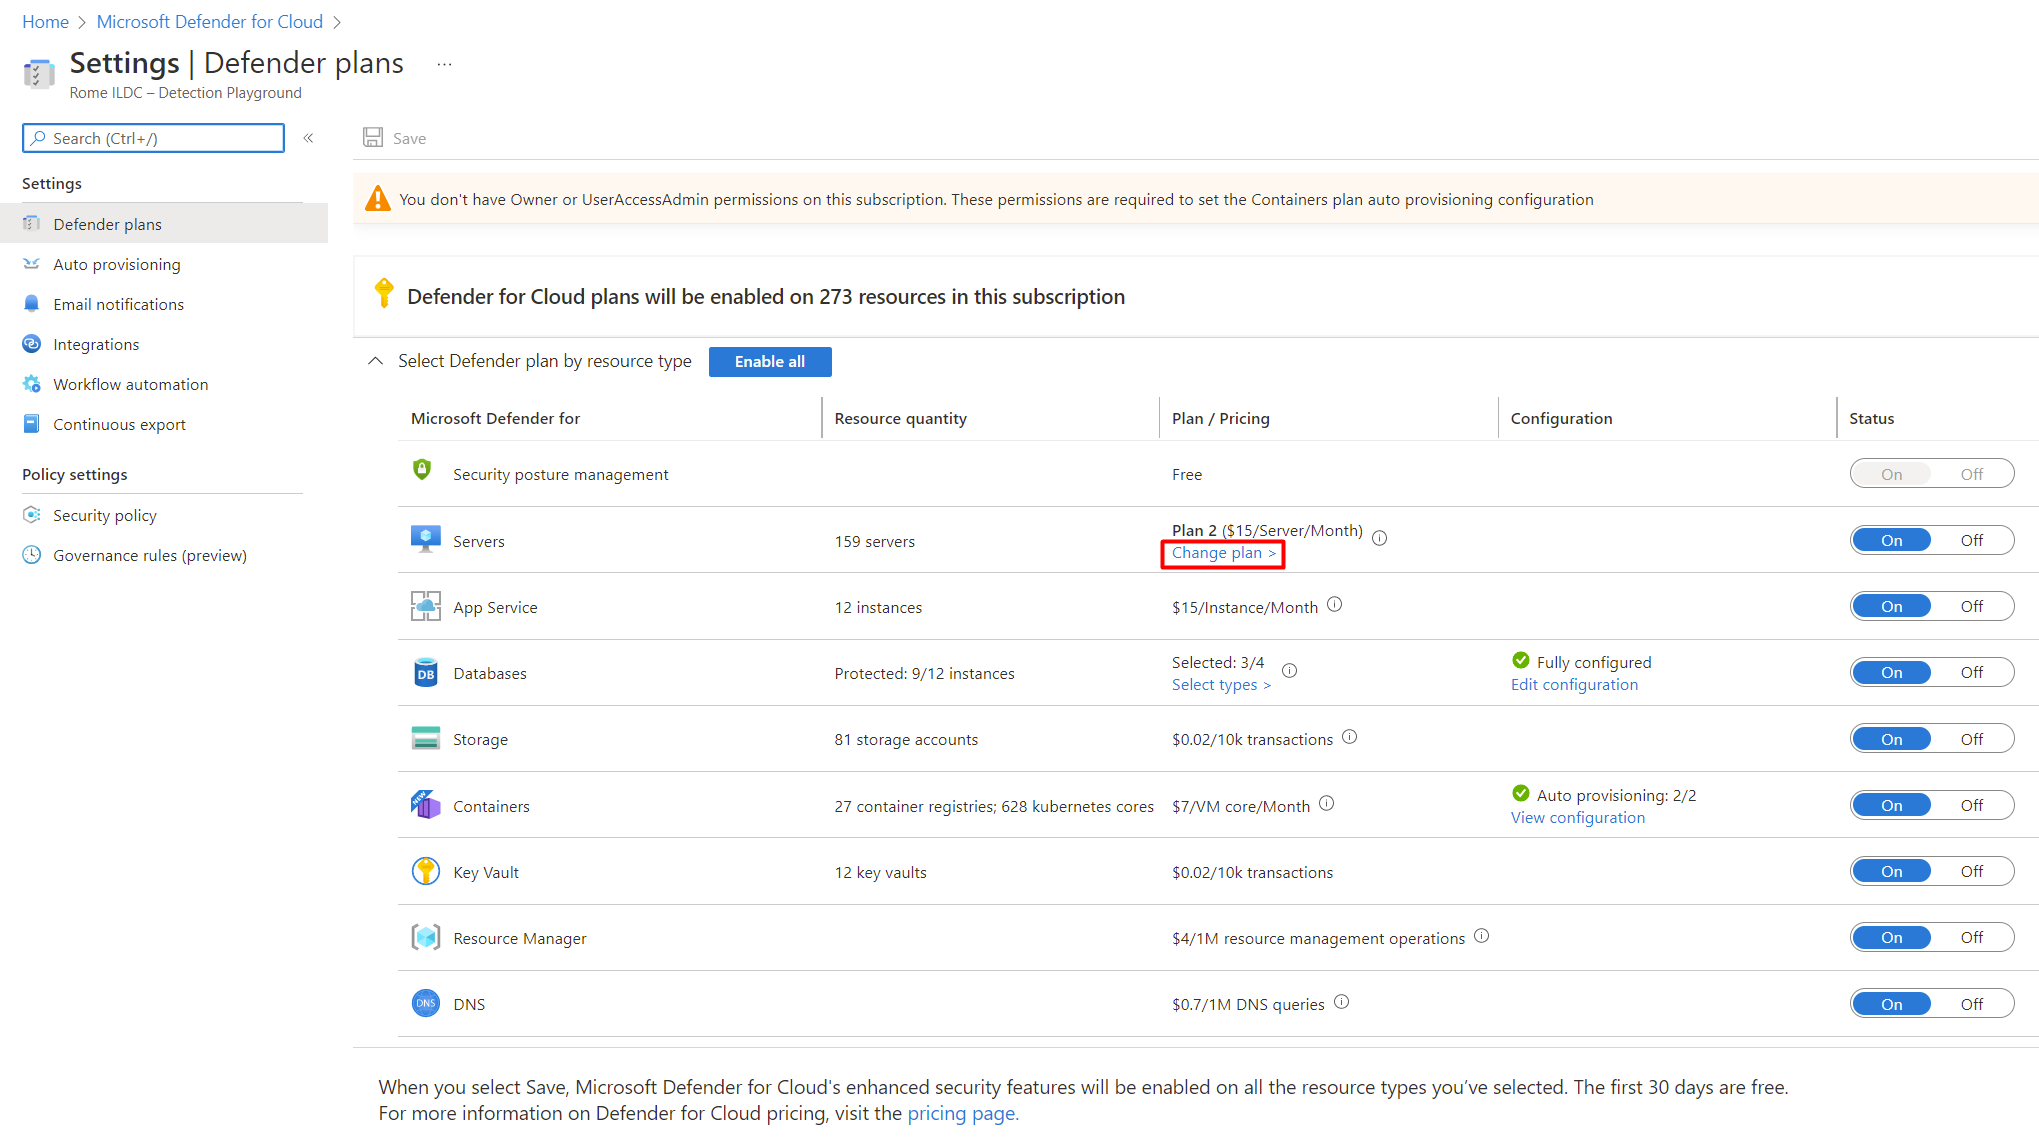 Home > Microsoft Defender for Cloud >
Settings | Defender plans ...
Rome ILDC – Detection Playground
Search (Ctrl+/) «
Save
Settings
Defender plans
Auto provisioning
Email notifications
Integrations
Workflow automation
Continuous export
Policy settings
Security policy
Governance rules (preview)
You don't have Owner or UserAccessAdmin permissions on this subscription. These permissions are required to set the Containers plan auto provisioning configuration
Defender for Cloud plans will be enabled on 273 resources in this subscription
Select Defender plan by resource type Enable all
Microsoft Defender for Resource quantity Plan / Pricing Configuration Status
Security posture management Free On Off
Servers 159 servers Plan 2 ($15/Server/Month) On Off
Change plan >
App Service 12 instances $15/Instance/Month On Off
Databases Protected: 9/12 instances Selected: 3/4 Fully configured On Off
DB Select types > Edit configuration
Storage 81 storage accounts $0.02/10k transactions On Off
NEW Containers 27 container registries; 628 kubernetes cores $7/VM core/Month Auto provisioning: 2/2 On Off
View configuration
Key Vault 12 key vaults $0.02/10k transactions On Off
Resource Manager $4/1M resource management operations On Off
DNS DNS $0.7/1M DNS queries On Off
When you select Save, Microsoft Defender for Cloud's enhanced security features will be enabled on all the resource types you’ve selected. The first 30 days are free.
For more information on Defender for Cloud pricing, visit the pricing page.